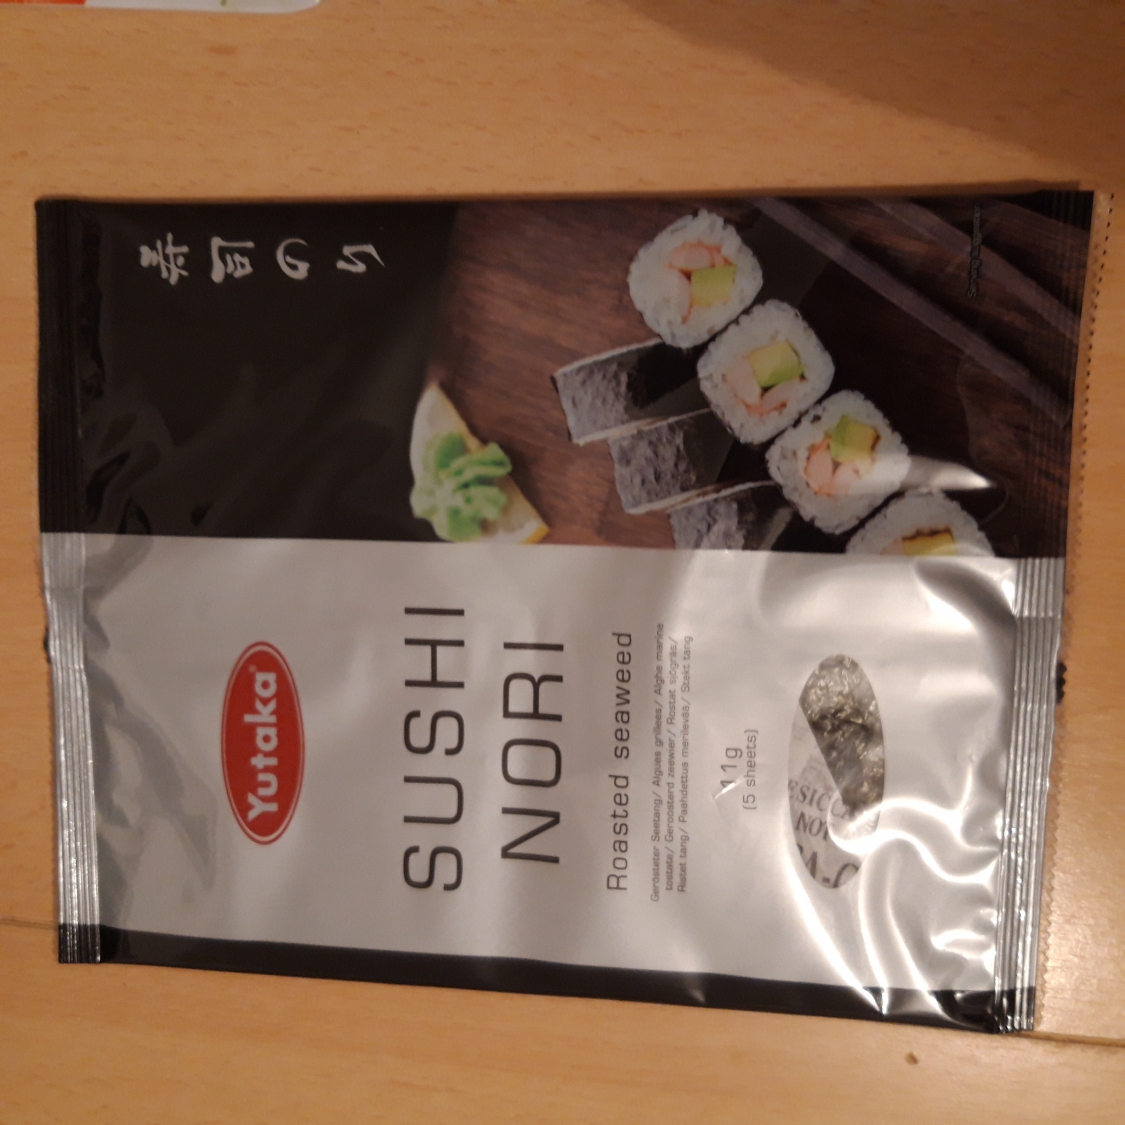 寿司のり
Yutaka®
SUSHI
NORI
Roasted seaweed
Gerösteter Seetang/ Algues grillées/ Alghe marine
tostate/ Geroosterd zeewier/ Rostat sjögräs/
Ristet tang/ Paahdettua merilevää/ Stekt tang
11g
(5 sheets)
NOT